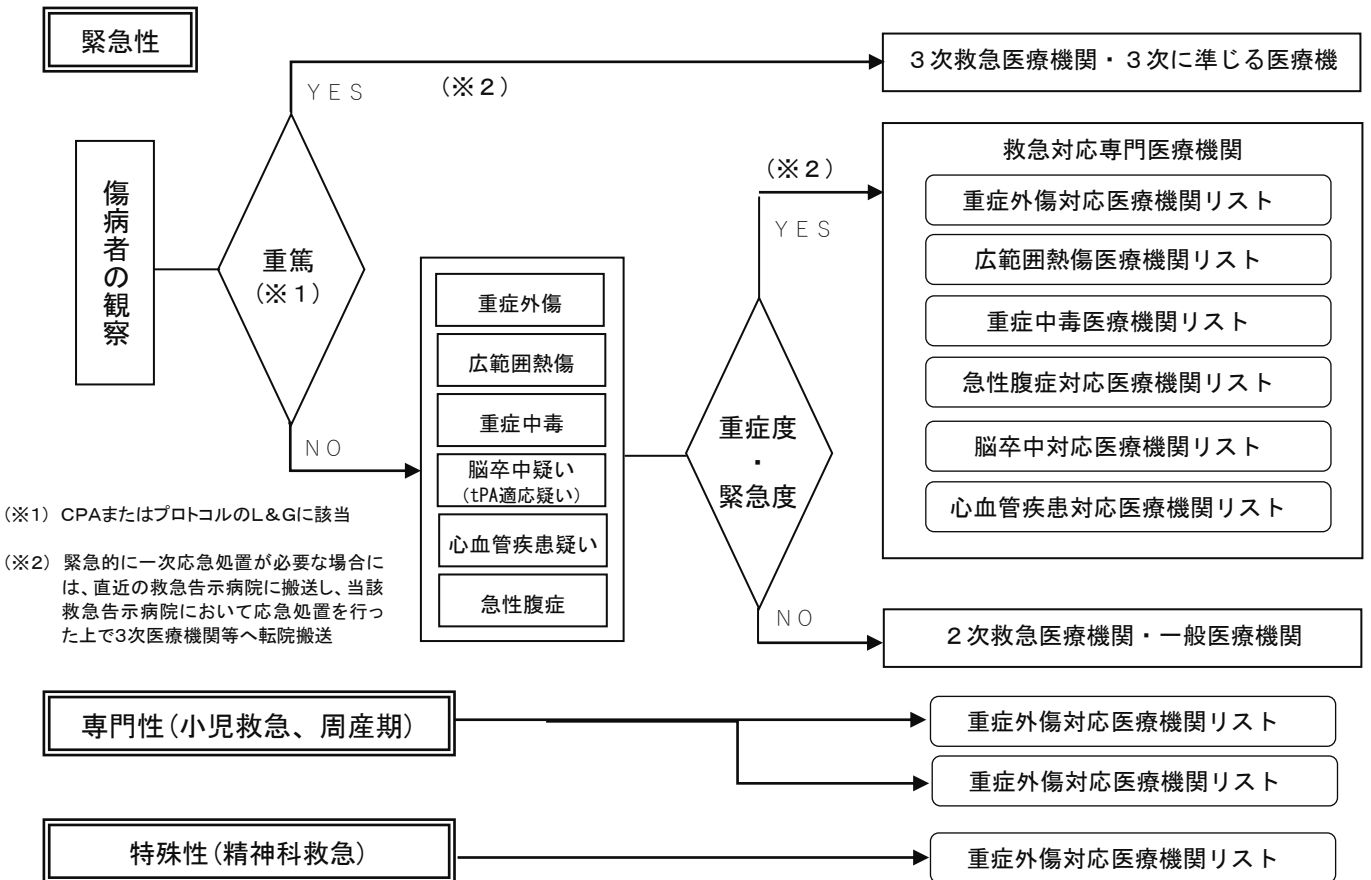 緊急性
3次救急医療機関・3次に準じる医療機
YES
(※2)
傷病者の観察
重篤
(※1)
NO
重症外傷
広範囲熱傷
重症中毒
脳卒中疑い
(tPA適応疑い)
心血管疾患疑い
急性腹症
重症度
・
緊急度
(※2)
YES
救急対応専門医療機関
重症外傷対応医療機関リスト
広範囲熱傷医療機関リスト
重症中毒医療機関リスト
急性腹症対応医療機関リスト
脳卒中対応医療機関リスト
心血管疾患対応医療機関リスト
NO
2次救急医療機関・一般医療機関
(※1) CPAまたはプロトコルのL&Gに該当
(※2) 緊急的に一次応急処置が必要な場合に
は、直近の救急告示病院に搬送し、当該
救急告示病院において応急処置を行っ
た上で3次医療機関等へ転院搬送
専門性(小児救急、周産期)
重症外傷対応医療機関リスト
重症外傷対応医療機関リスト
特殊性(精神科救急)
重症外傷対応医療機関リスト